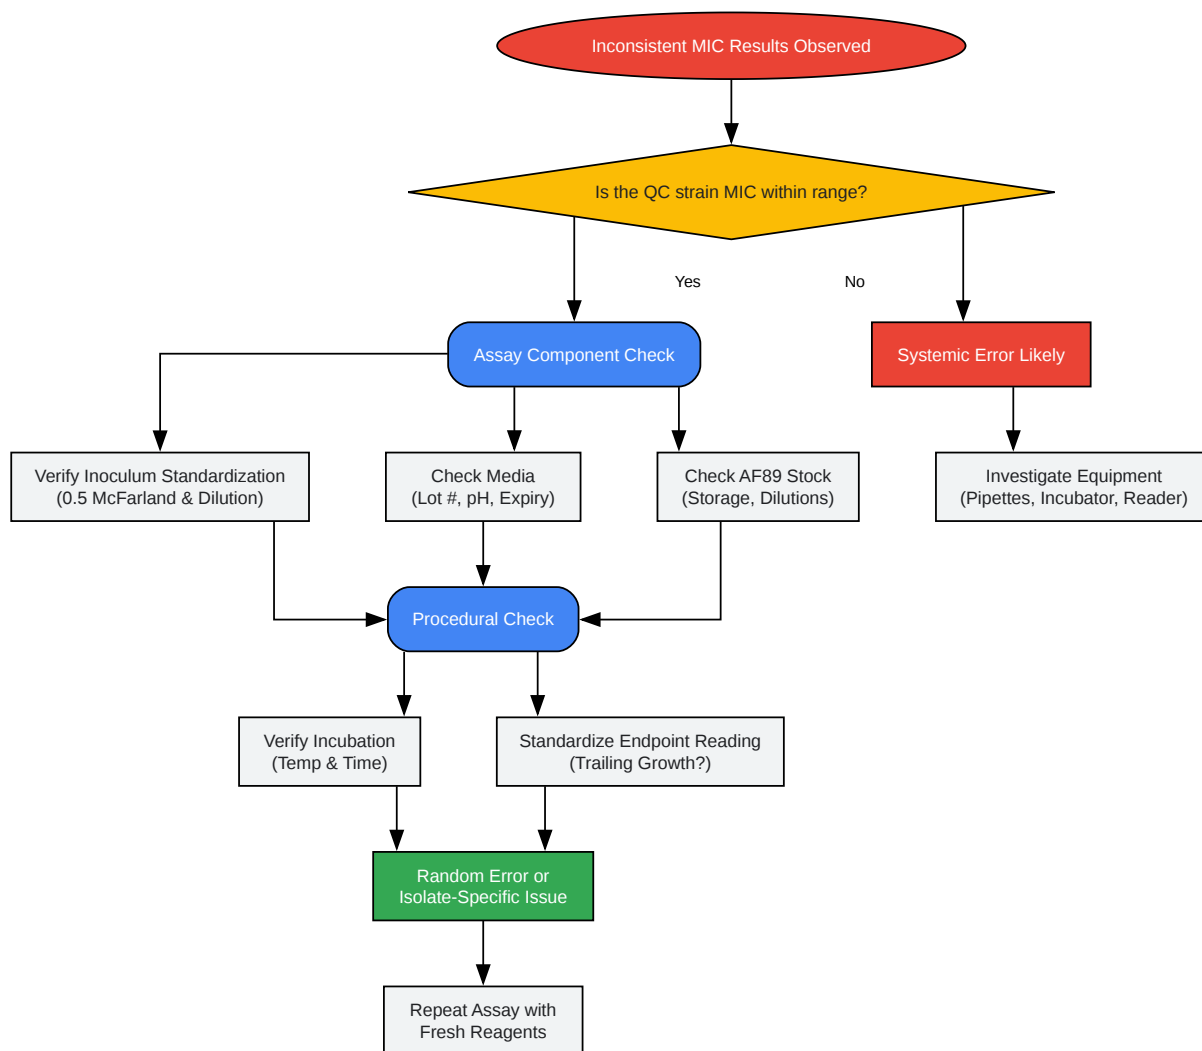 Inconsistent MIC Results Observed
Is the QC strain MIC within range?
Yes
No
Assay Component Check
Systemic Error Likely
Verify Inoculum Standardization
(0.5 McFarland & Dilution)
Check Media
(Lot #, pH, Expiry)
Check AF89 Stock
(Storage, Dilutions)
Investigate Equipment
(Pipettes, Incubator, Reader)
Procedural Check
Verify Incubation
(Temp & Time)
Standardize Endpoint Reading
(Trailing Growth?)
Random Error or
Isolate-Specific Issue
Repeat Assay with
Fresh Reagents